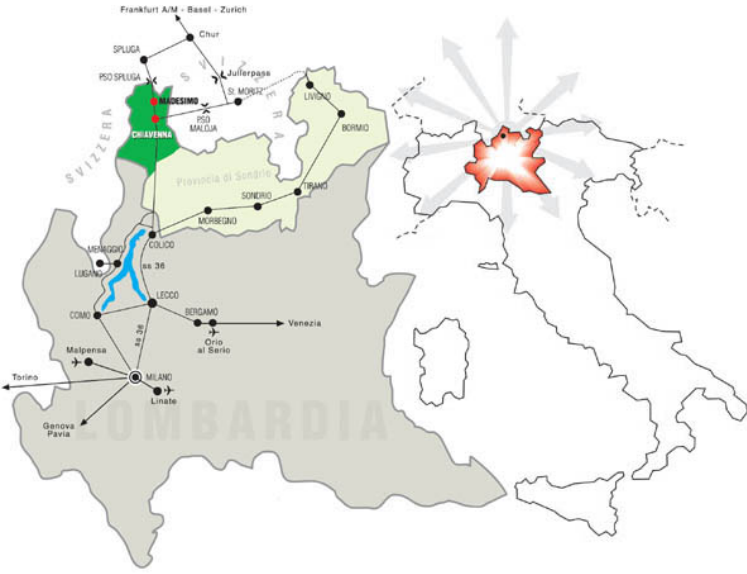 Frankfurt A/M - Basel - Zurich
Chur
SPLUGA
SVIZZERA
PSO SPLUGA
Julierpass
ST. MORITZ
LIVIGNO
MADESIMO
PSO
MALOJA
BORMIO
CHIAVENNA
SVIZZERA
Provincia di Sondrio
TIRANO
SONDRIO
MORBEGNO
COLICO
MENAGGIO
LUGANO
ss 36
LECCO
COMO
BERGAMO
Venezia
Orio
al Serio
ss 36
Malpensa
Torino
MILANO
Linate
Genova
Pavia
LOMBARDIA